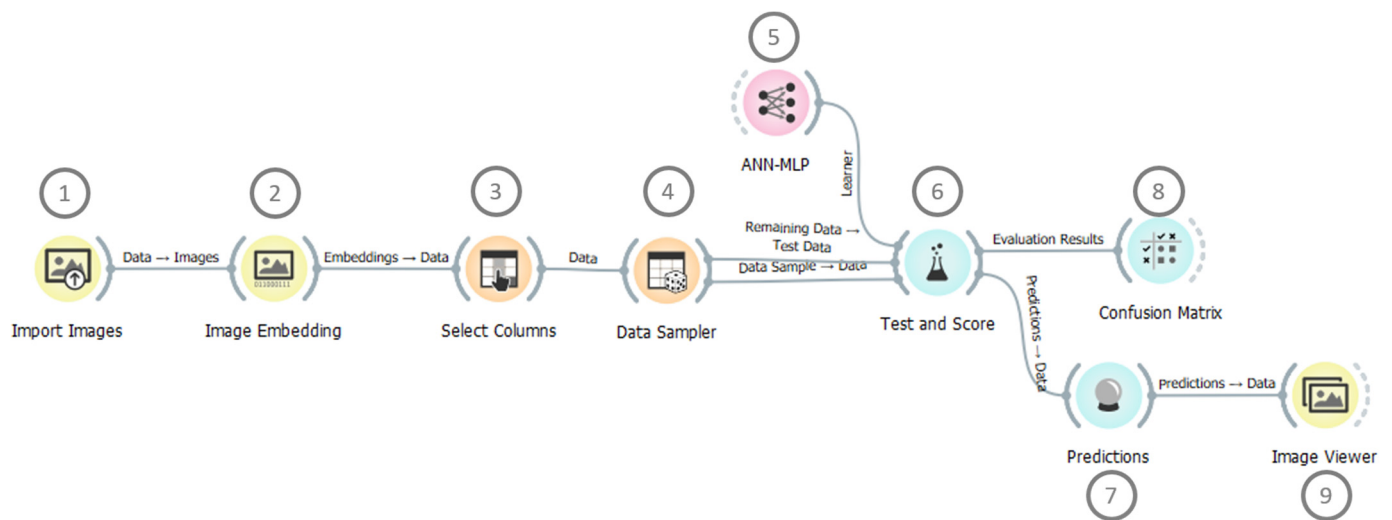 5
ANN-MLP
Learner
1
2
3
4
6
8
Data → Images
Embeddings → Data
Data
Remaining Data →
Test Data
Data Sample → Data
Evaluation Results
011000111
Import Images
Image Embedding
Select Columns
Data Sampler
Test and Score
Confusion Matrix
Predictions → Data
Predictions → Data
Predictions
Image Viewer
7
9